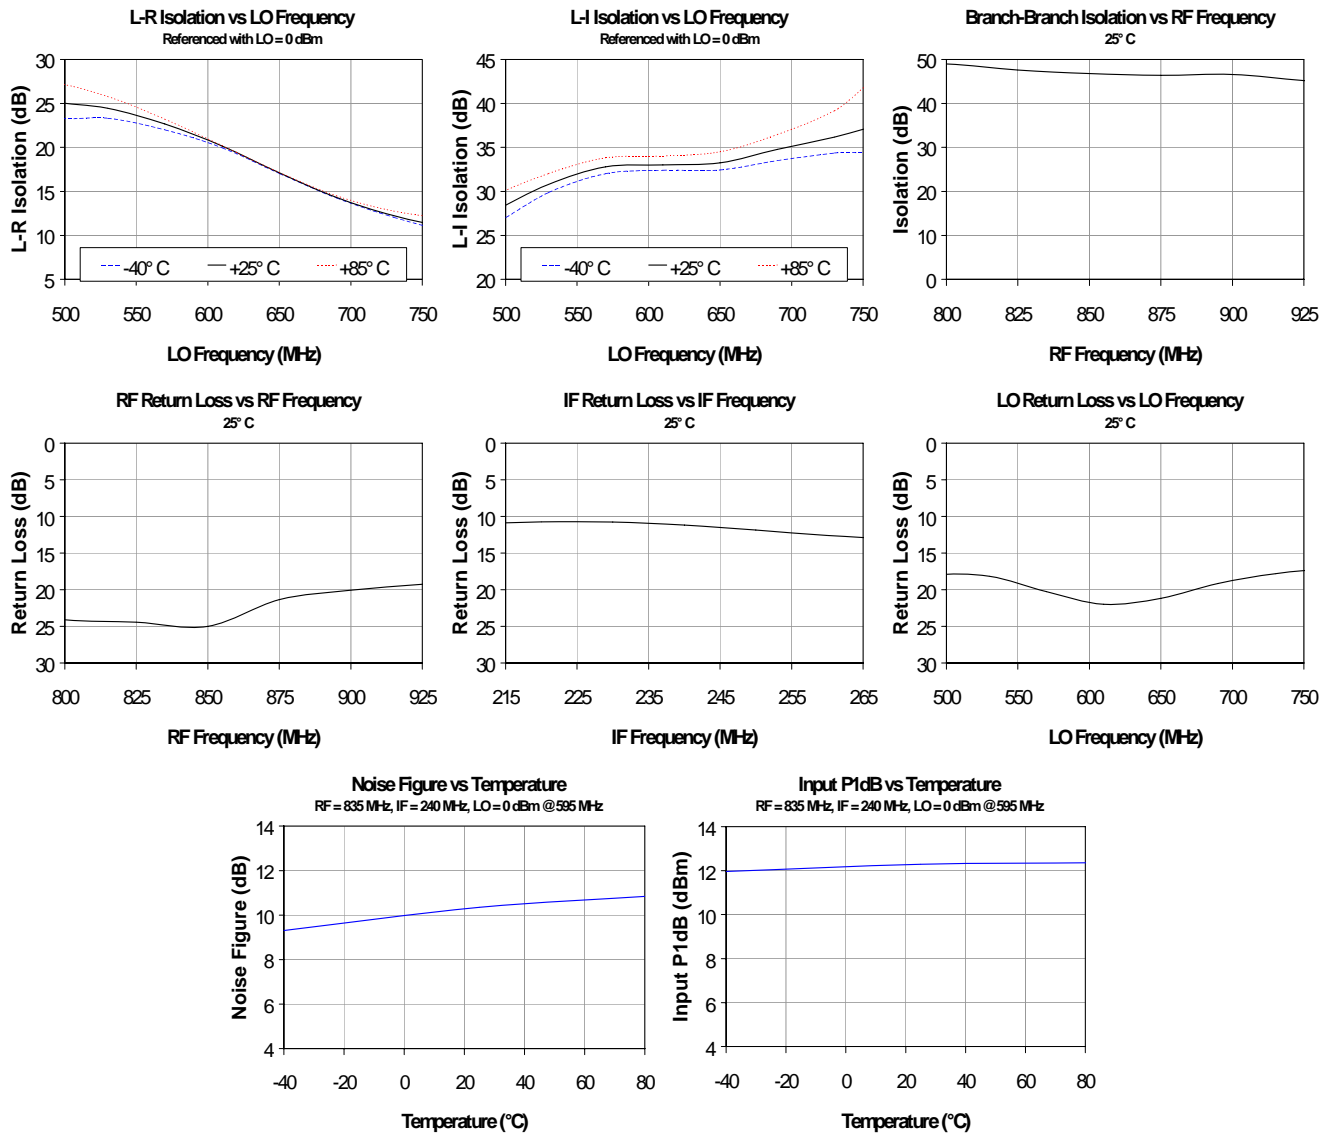 L-R Isolation vs LO Frequency
Referenced with LO = 0 dBm
L-R Isolation (dB)
30
25
20
15
10
5
-40° C
+25° C
+85° C
500 550 600 650 700 750
LO Frequency (MHz)
L-I Isolation vs LO Frequency
Referenced with LO = 0 dBm
L-I Isolation (dB)
45
40
35
30
25
20
-40° C
+25° C
+85° C
500 550 600 650 700 750
LO Frequency (MHz)
Branch-Branch Isolation vs RF Frequency
25° C
Isolation (dB)
50
40
30
20
10
0
800 825 850 875 900 925
RF Frequency (MHz)
RF Return Loss vs RF Frequency
25° C
Return Loss (dB)
0
5
10
15
20
25
30
800 825 850 875 900 925
RF Frequency (MHz)
IF Return Loss vs IF Frequency
25° C
Return Loss (dB)
0
5
10
15
20
25
30
215 225 235 245 255 265
IF Frequency (MHz)
LO Return Loss vs LO Frequency
25° C
Return Loss (dB)
0
5
10
15
20
25
30
500 550 600 650 700 750
LO Frequency (MHz)
Noise Figure vs Temperature
RF = 835 MHz, IF = 240 MHz, LO = 0 dBm @ 595 MHz
Noise Figure (dB)
14
12
10
8
6
4
-40 -20 0 20 40 60 80
Temperature (°C)
Input P1dB vs Temperature
RF = 835 MHz, IF = 240 MHz, LO = 0 dBm @ 595 MHz
Input P1dB (dBm)
14
12
10
8
6
4
-40 -20 0 20 40 60 80
Temperature (°C)